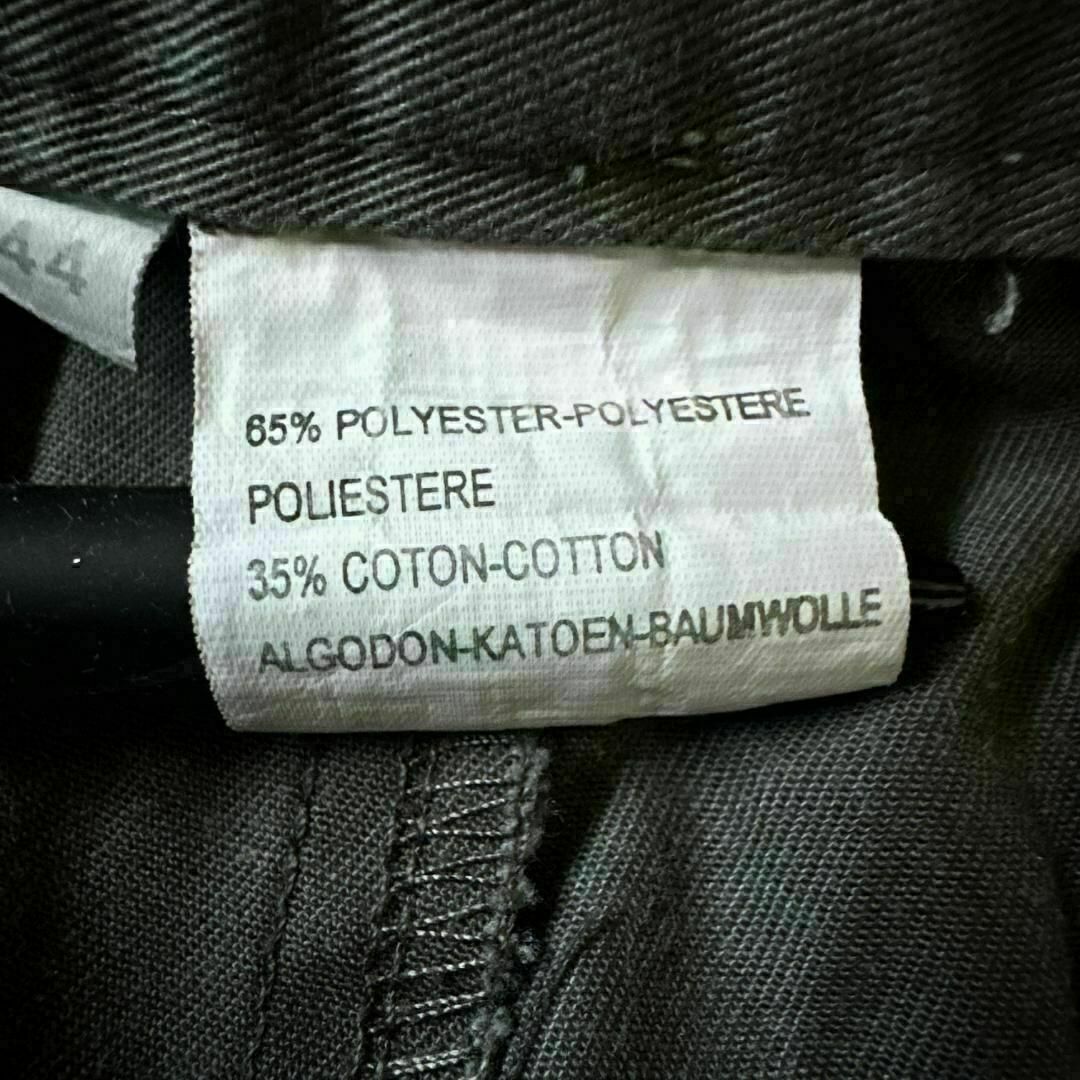 44
65% POLYESTER-POLYESTERE
POLIESTERE
35% COTON-COTTON
ALGODON-KATOEN-BAUMWOLLE